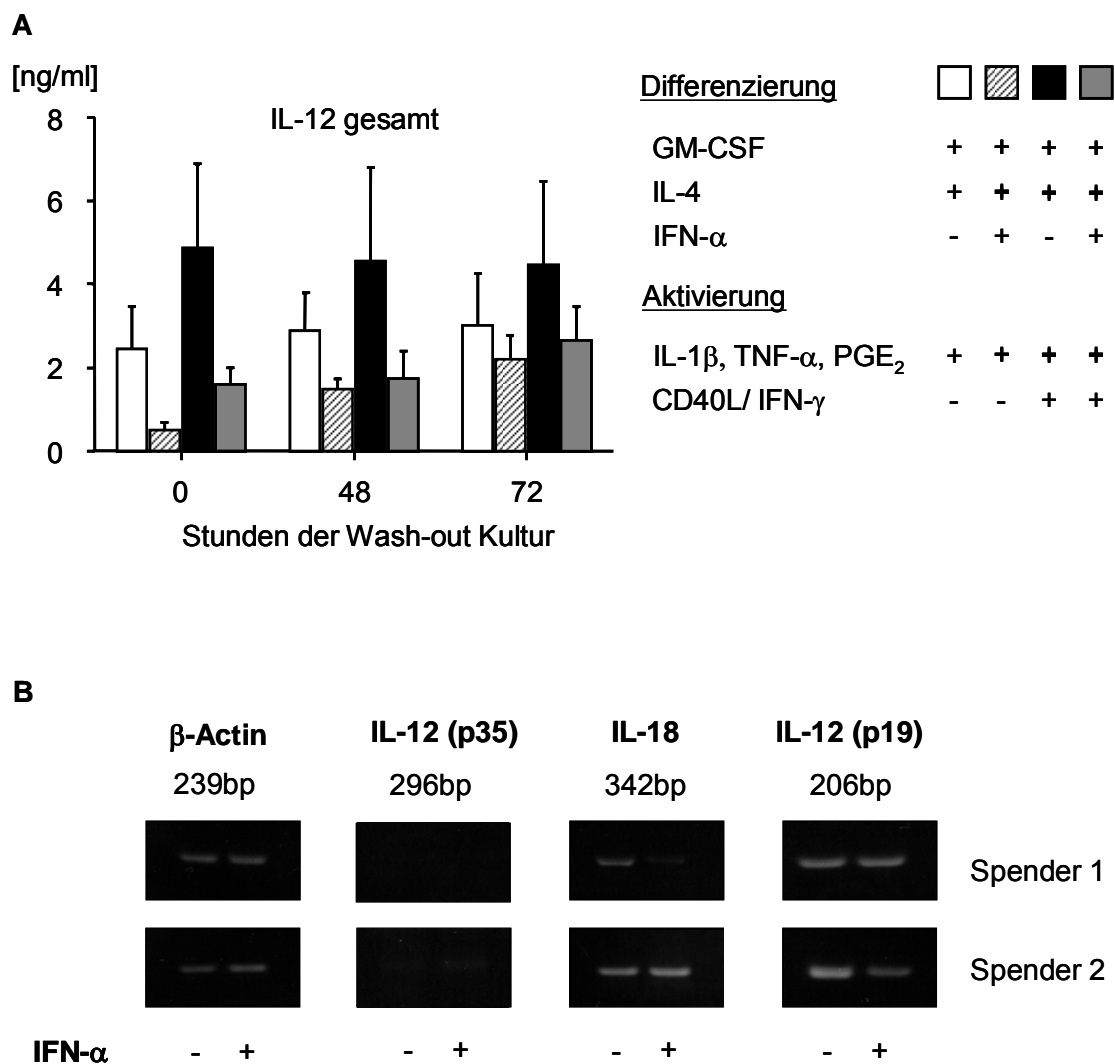 A
[ng/ml]
IL-12 gesamt
8
6
4
2
0
0 48 72
Stunden der Wash-out Kultur
Differenzierung
GM-CSF + + + +
IL-4 + + + +
IFN-α - + - +
Aktivierung
IL-1β, TNF-α, PGE₂ + + + +
CD40L/ IFN-γ - - + +
B
β-Actin IL-12 (p35) IL-18 IL-12 (p19)
239bp 296bp 342bp 206bp
Spender 1
Spender 2
IFN-α - + - + - + - +